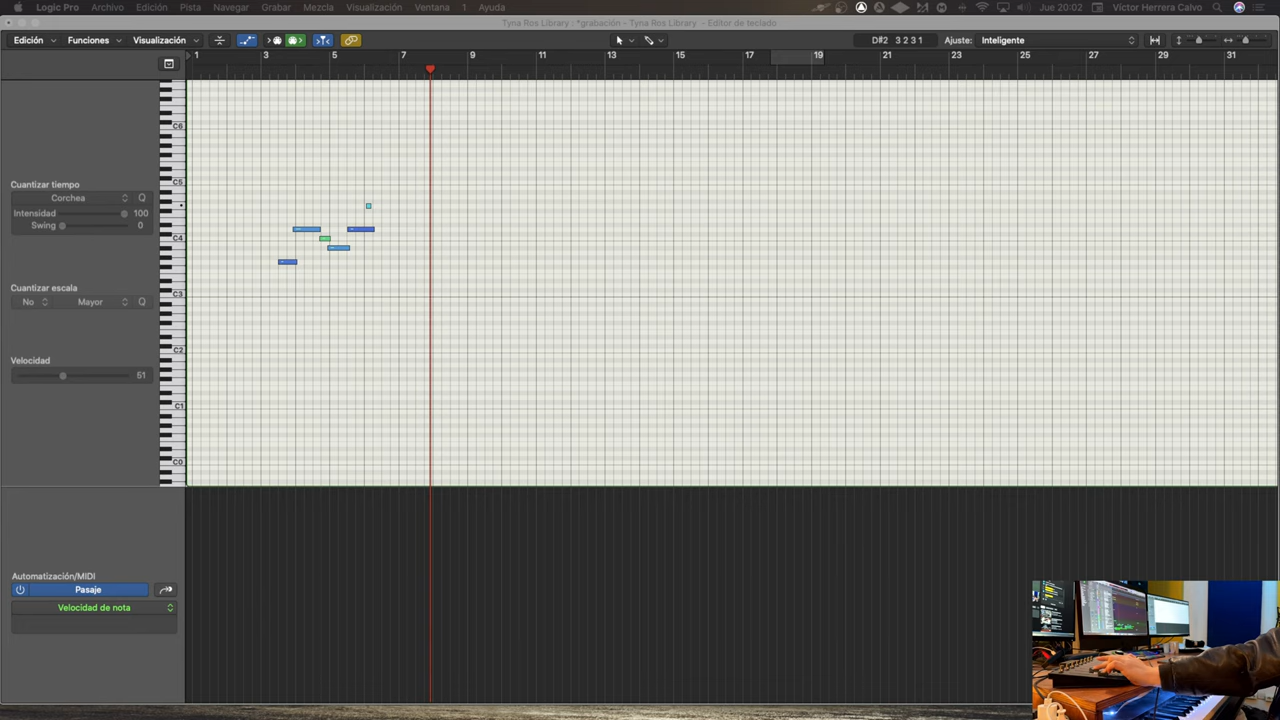 Logic Pro Archivo Edición Pista Navegar Grabar Mezcla Visualización Ventana 1 Ayuda Jue 20:02 Víctor Herrera Calvo
Tyna Ros Library : *grabación - Tyna Ros Library - Editor de teclado
Edición Funciones Visualización D#2 3 2 3 1 Ajuste: Inteligente
1 3 5 7 9 11 13 15 17 19 21 23 25 27 29 31
C6
C5
Cuantizar tiempo
Corchea Q
Intensidad 100
Swing 0
C4
Cuantizar escala
No Mayor Q
C3
C2
Velocidad
51
C1
C0
Automatización/MIDI
Pasaje
Velocidad de nota